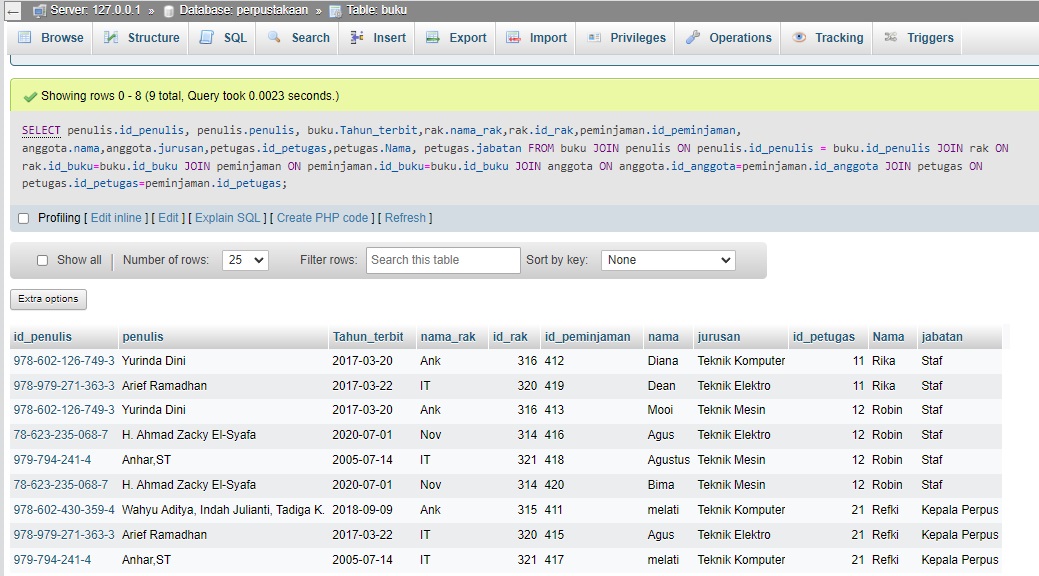 Server: 127.0.0.1 » Database: perpustakaan » Table: buku
Browse Structure SQL Search Insert Export Import Privileges Operations Tracking Triggers
Showing rows 0 - 8 (9 total, Query took 0.0023 seconds.)
SELECT penulis.id_penulis, penulis.penulis, buku.Tahun_terbit,rak.nama_rak,rak.id_rak,peminjaman.id_peminjaman,
anggota.nama,anggota.jurusan,petugas.id_petugas,petugas.Nama, petugas.jabatan FROM buku JOIN penulis ON penulis.id_penulis = buku.id_penulis JOIN rak ON
rak.id_buku=buku.id_buku JOIN peminjaman ON peminjaman.id_buku=buku.id_buku JOIN anggota ON anggota.id_anggota=peminjaman.id_anggota JOIN petugas ON
petugas.id_petugas=peminjaman.id_petugas;
Profiling [ Edit inline ] [ Edit ] [ Explain SQL ] [ Create PHP code ] [ Refresh ]
Show all | Number of rows: 25 Filter rows: Search this table Sort by key: None
Extra options
id_penulis penulis Tahun_terbit nama_rak id_rak id_peminjaman nama jurusan id_petugas Nama jabatan
978-602-126-749-3 Yurinda Dini 2017-03-20 Ank 316 412 Diana Teknik Komputer 11 Rika Staf
978-979-271-363-3 Arief Ramadhan 2017-03-22 IT 320 419 Dean Teknik Elektro 11 Rika Staf
978-602-126-749-3 Yurinda Dini 2017-03-20 Ank 316 413 Mooi Teknik Mesin 12 Robin Staf
78-623-235-068-7 H. Ahmad Zacky El-Syafa 2020-07-01 Nov 314 416 Agus Teknik Elektro 12 Robin Staf
979-794-241-4 Anhar,ST 2005-07-14 IT 321 418 Agustus Teknik Mesin 12 Robin Staf
78-623-235-068-7 H. Ahmad Zacky El-Syafa 2020-07-01 Nov 314 420 Bima Teknik Mesin 12 Robin Staf
978-602-430-359-4 Wahyu Aditya, Indah Julianti, Tadiga K. 2018-09-09 Ank 315 411 melati Teknik Komputer 21 Refki Kepala Perpus
978-979-271-363-3 Arief Ramadhan 2017-03-22 IT 320 415 Agus Teknik Elektro 21 Refki Kepala Perpus
979-794-241-4 Anhar,ST 2005-07-14 IT 321 417 melati Teknik Komputer 21 Refki Kepala Perpus